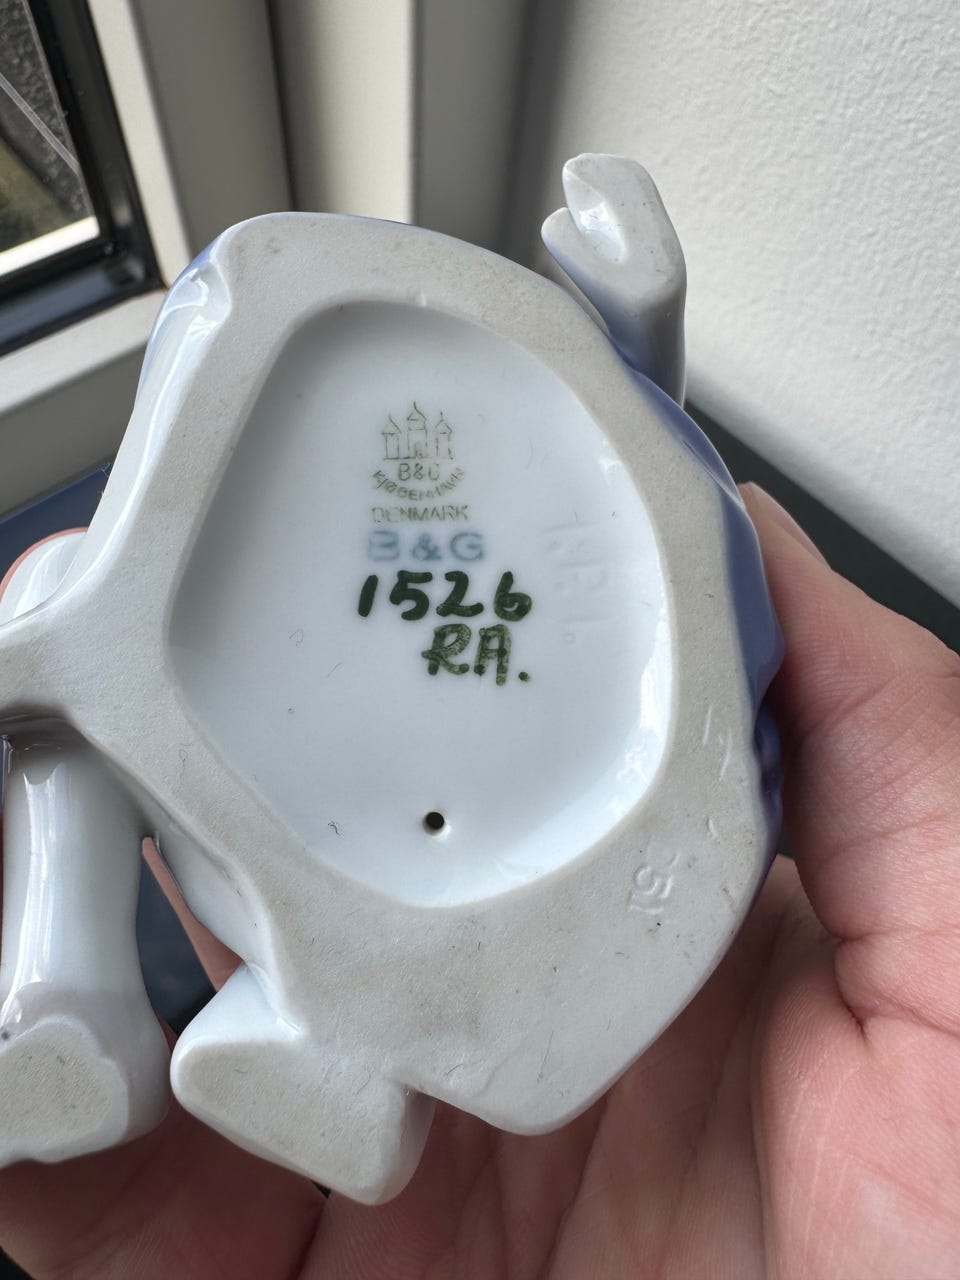 B&G
KJØBENHAVN
DENMARK
B&G
1526
RA.